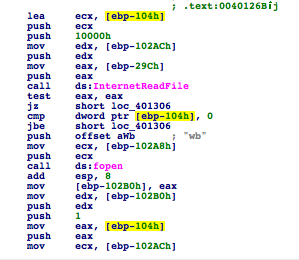 ; .text:0040126B↑j
lea ecx, [ebp-104h]
push ecx
push 10000h
mov edx, [ebp-102ACh]
push edx
mov eax, [ebp-29Ch]
push eax
call ds:InternetReadFile
test eax, eax
jz short loc_401306
cmp dword ptr [ebp-104h], 0
jbe short loc_401306
push offset aWb ; "wb"
mov ecx, [ebp-102A8h]
push ecx
call ds:fopen
add esp, 8
mov [ebp-102B0h], eax
mov edx, [ebp-102B0h]
push edx
push 1
mov eax, [ebp-104h]
push eax
mov ecx, [ebp-102ACh]